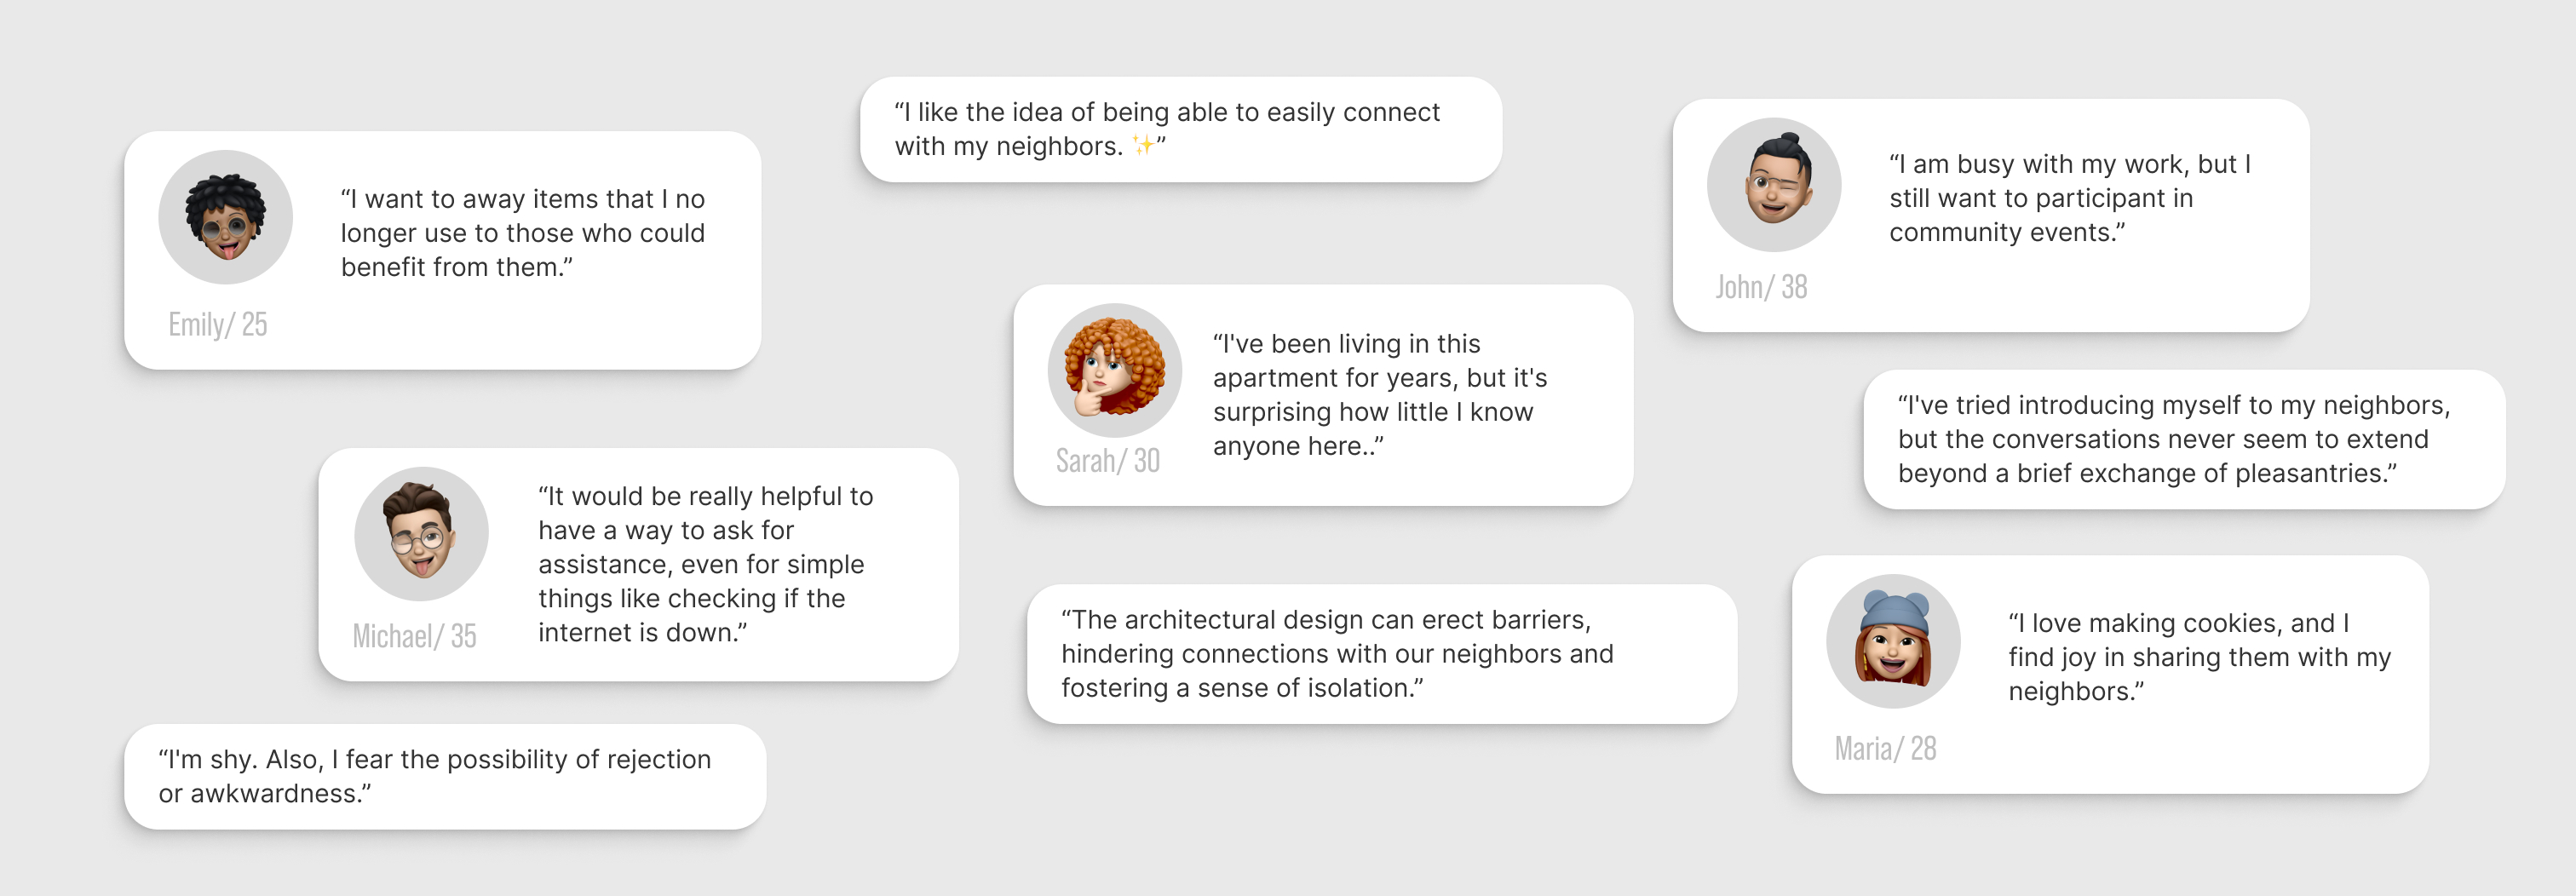 “I want to away items that I no
longer use to those who could
benefit from them.”
Emily/ 25
“I like the idea of being able to easily connect
with my neighbors. ✨”
“I am busy with my work, but I
still want to participant in
community events.”
John/ 38
“I've been living in this
apartment for years, but it's
surprising how little I know
anyone here..”
Sarah/ 30
“I've tried introducing myself to my neighbors,
but the conversations never seem to extend
beyond a brief exchange of pleasantries.”
“It would be really helpful to
have a way to ask for
assistance, even for simple
things like checking if the
internet is down.”
Michael/ 35
“The architectural design can erect barriers,
hindering connections with our neighbors and
fostering a sense of isolation.”
“I love making cookies, and I
find joy in sharing them with my
neighbors.”
Maria/ 28
“I'm shy. Also, I fear the possibility of rejection
or awkwardness.”